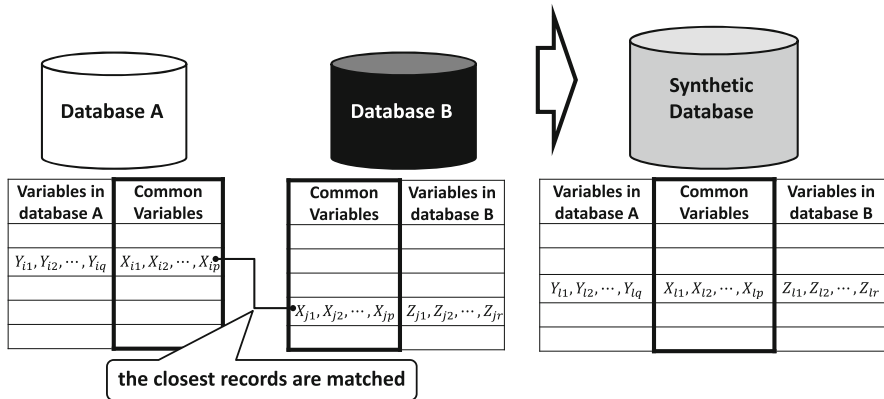 Database A
Database B
Synthetic
Database
Variables in
database A
Common
Variables
Common
Variables
Variables in
database B
Variables in
database A
Common
Variables
Variables in
database B
Y_{i1}, Y_{i2}, ⋯, Y_{iq}
X_{i1}, X_{i2}, ⋯, X_{ip}
X_{j1}, X_{j2}, ⋯, X_{jp}
Z_{j1}, Z_{j2}, ⋯, Z_{jr}
Y_{l1}, Y_{l2}, ⋯, Y_{lq}
X_{l1}, X_{l2}, ⋯, X_{lp}
Z_{l1}, Z_{l2}, ⋯, Z_{lr}
the closest records are matched